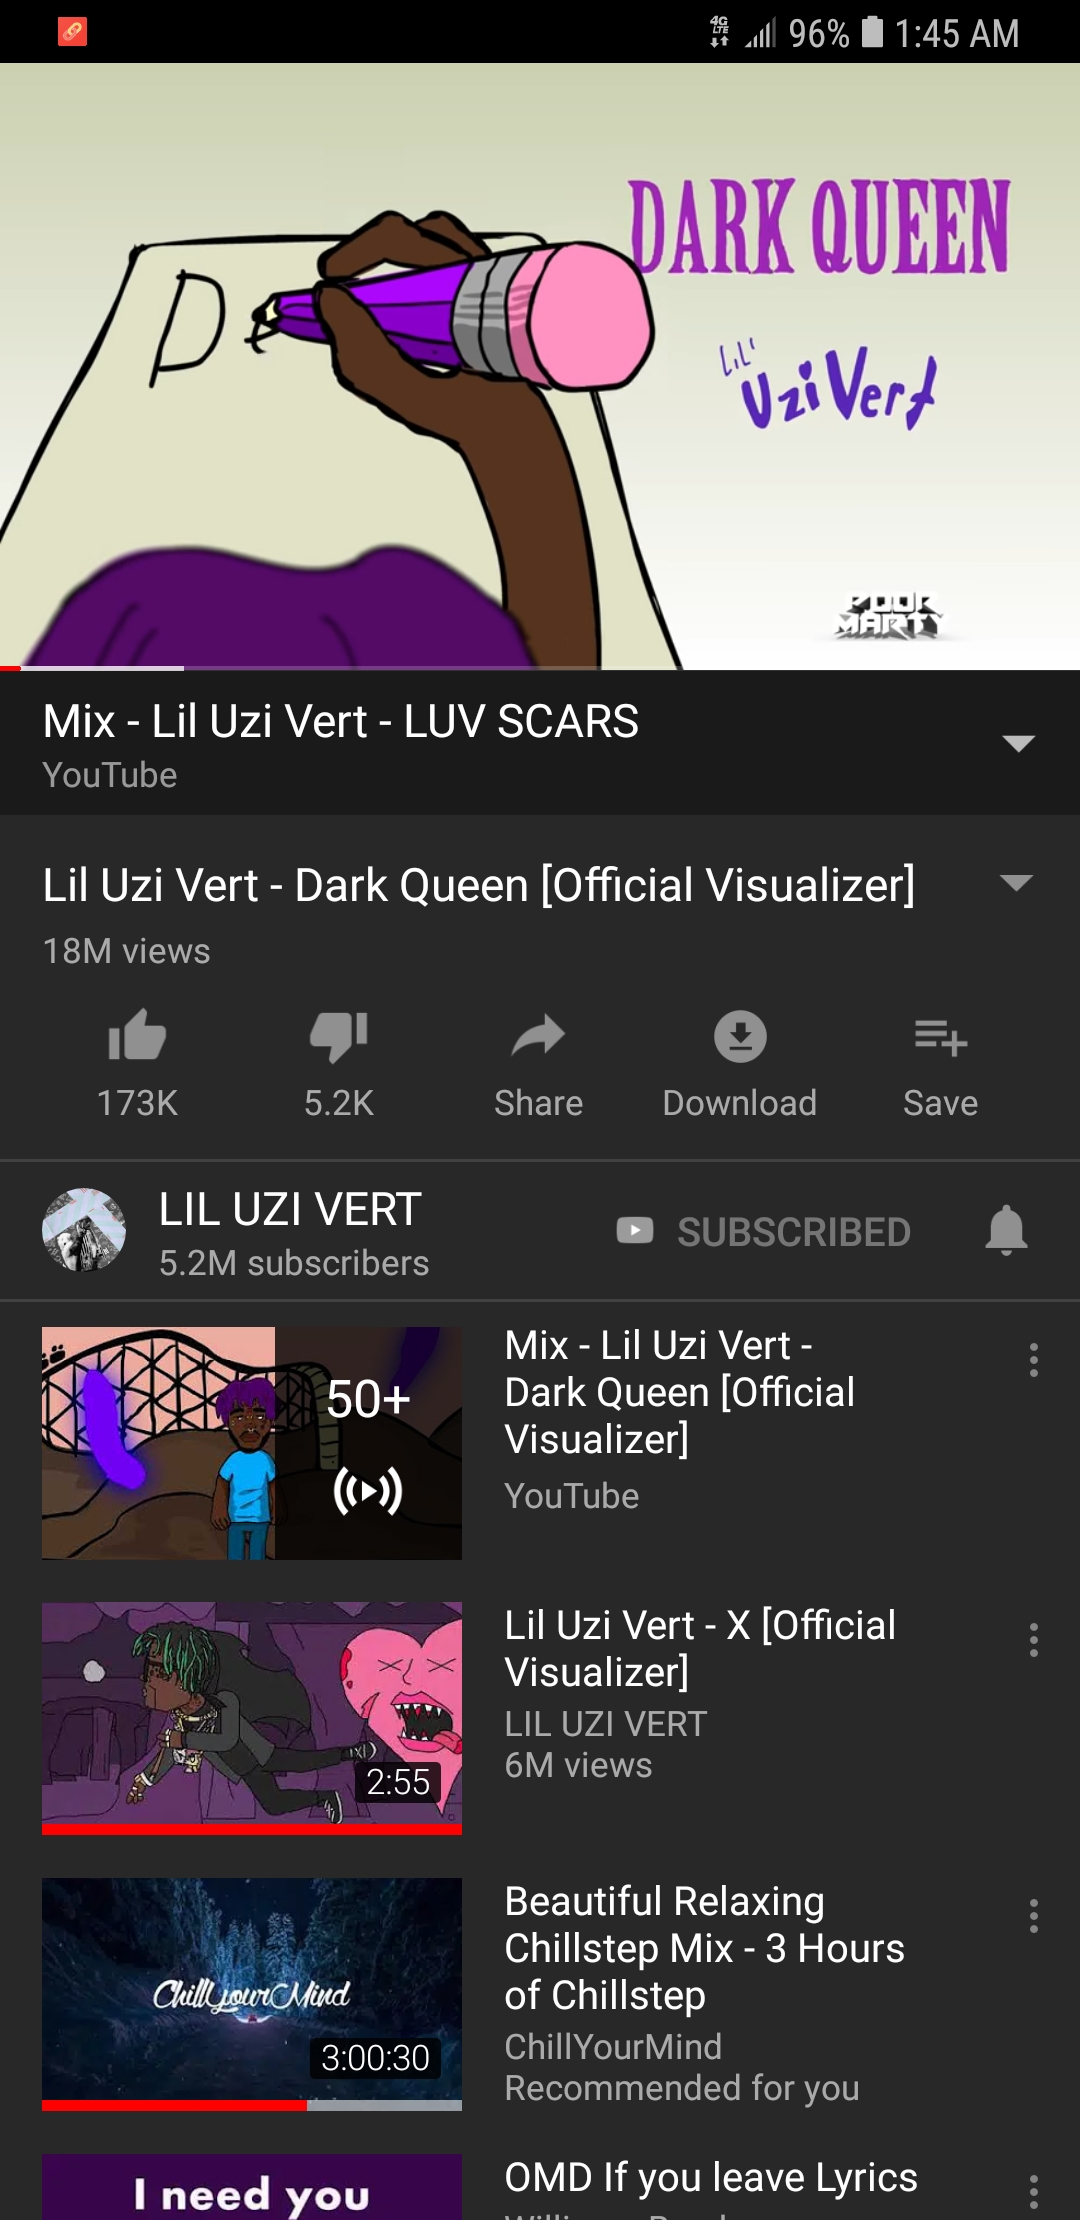 4G LTE 96% 1:45 AM
DARK QUEEN
LIL'
Uzi Vert
D
POOR
MARTY
Mix - Lil Uzi Vert - LUV SCARS
YouTube
Lil Uzi Vert - Dark Queen [Official Visualizer]
18M views
173K 5.2K Share Download Save
LIL UZI VERT
5.2M subscribers
SUBSCRIBED
50+
Mix - Lil Uzi Vert -
Dark Queen [Official
Visualizer]
YouTube
2:55
Lil Uzi Vert - X [Official
Visualizer]
LIL UZI VERT
6M views
ChillYourMind
3:00:30
Beautiful Relaxing
Chillstep Mix - 3 Hours
of Chillstep
ChillYourMind
Recommended for you
I need you
OMD If you leave Lyrics